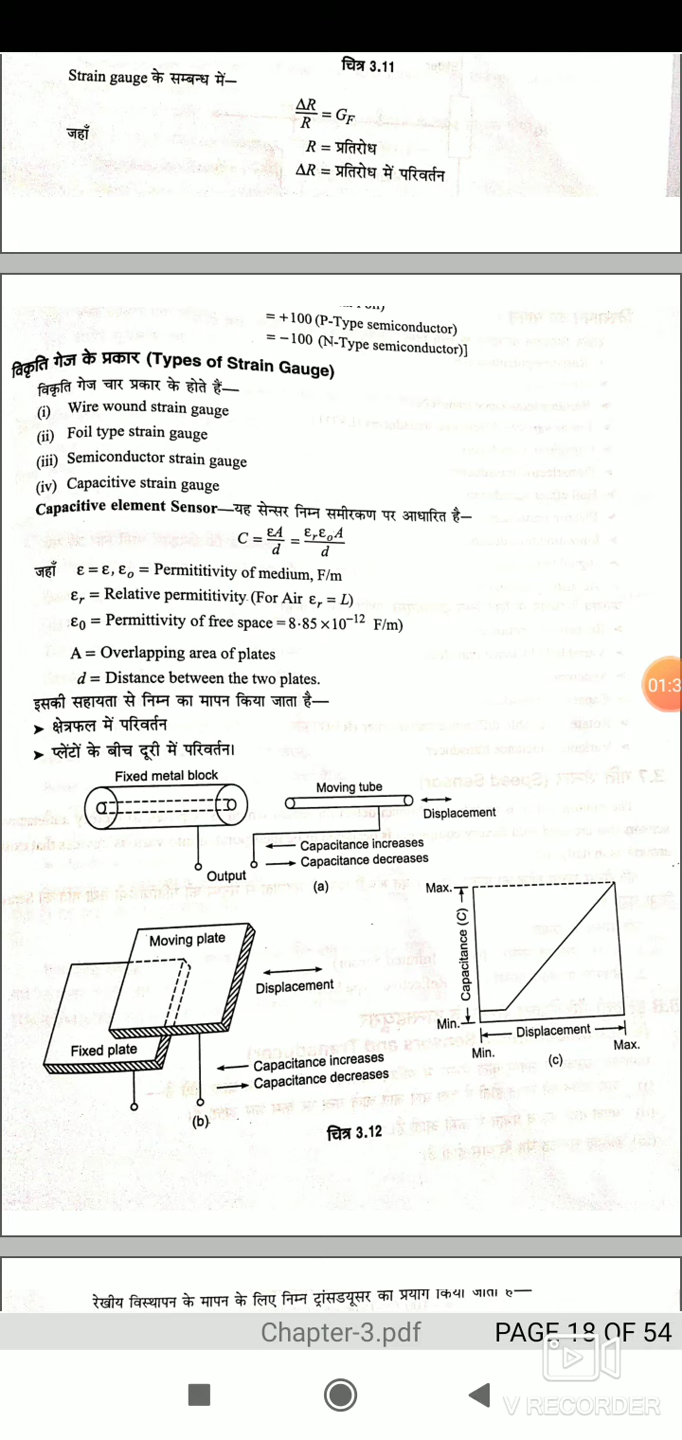 चित्र 3.11
Strain gauge के सम्बन्ध में—
ΔR/R = G_F
जहाँ
R = प्रतिरोध
ΔR = प्रतिरोध में परिवर्तन
= +100 (P-Type semiconductor)
= −100 (N-Type semiconductor)]
विकृति गेज के प्रकार (Types of Strain Gauge)
विकृति गेज चार प्रकार के होते हैं—
(i) Wire wound strain gauge
(ii) Foil type strain gauge
(iii) Semiconductor strain gauge
(iv) Capacitive strain gauge
Capacitive element Sensor—यह सेन्सर निम्न समीरकण पर आधारित है—
C = εA/d = ε_rε_oA/d
जहाँ ε = ε, ε_o = Permititivity of medium, F/m
ε_r = Relative permititivity (For Air ε_r = L)
ε_0 = Permittivity of free space = 8·85 ×10^−12 F/m)
A = Overlapping area of plates
d = Distance between the two plates.
इसकी सहायता से निम्न का मापन किया जाता है—
➤ क्षेत्रफल में परिवर्तन
➤ प्लेंटों के बीच दूरी में परिवर्तन।
01:3
Fixed metal block
Moving tube
Displacement
Capacitance increases
Capacitance decreases
Output
(a)
Moving plate
Displacement
Fixed plate
Capacitance increases
Capacitance decreases
(b)
Max.
Capacitance (C)
Min.
Displacement
Min.
Max.
(c)
चित्र 3.12
रेखीय विस्थापन के मापन के लिए निम्न ट्रांसडयूसर का प्रयोग किया जाता है—
Chapter-3.pdf
PAGE 18 OF 54
V RECORDER